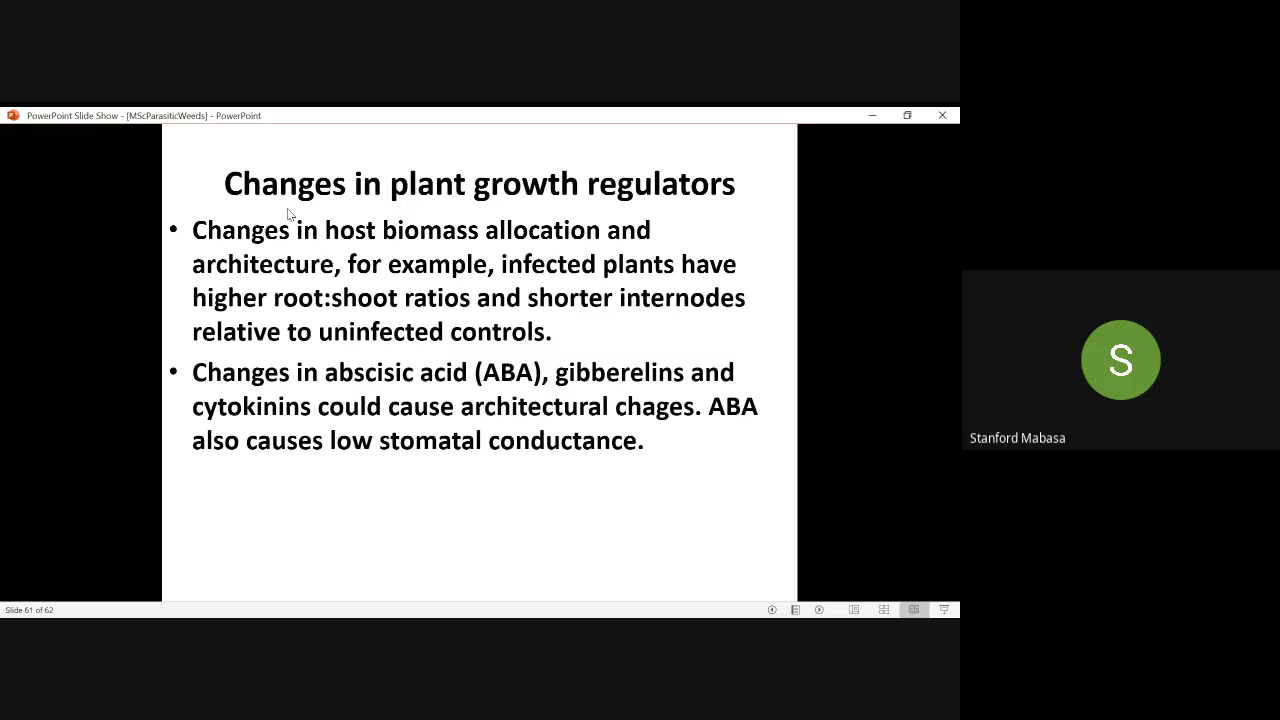 PowerPoint Slide Show - [MScParasiticWeeds] - PowerPoint
Changes in plant growth regulators
• Changes in host biomass allocation and
architecture, for example, infected plants have
higher root:shoot ratios and shorter internodes
relative to uninfected controls.
• Changes in abscisic acid (ABA), gibberelins and
cytokinins could cause architectural chages. ABA
also causes low stomatal conductance.
S
Stanford Mabasa
Slide 61 of 62